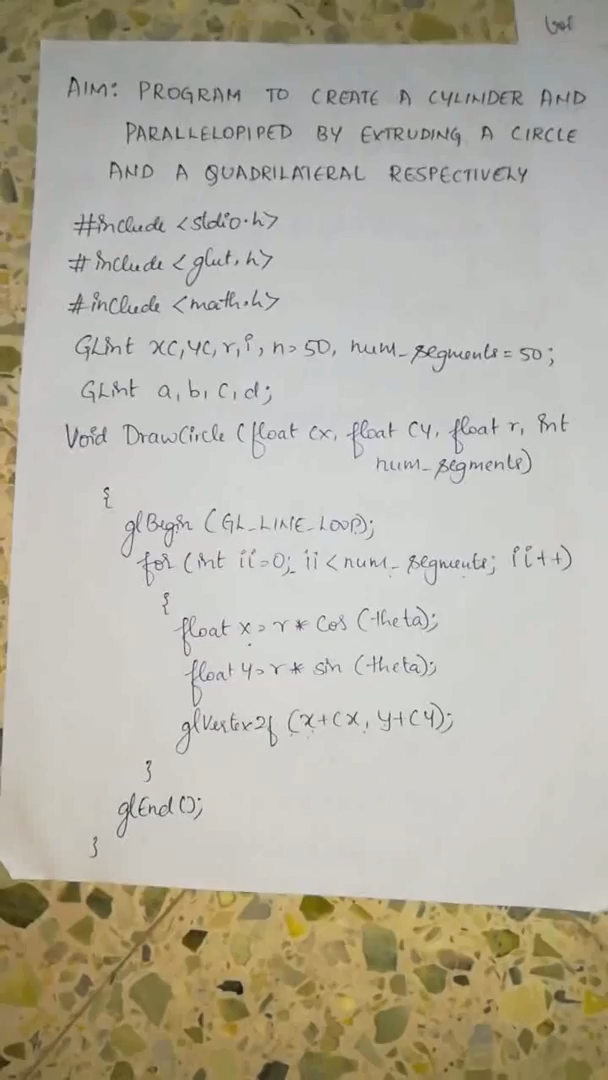 AIM: PROGRAM TO CREATE A CYLINDER AND
PARALLELOPIPED BY EXTRUDING A CIRCLE
AND A QUADRILATERAL RESPECTIVELY
#include <stdio.h>
#include <glut.h>
#include <math.h>
GLint xc, yc, r, i, n=50, num_segments=50;
GLint a, b, c, d;
Void DrawCircle (float cx, float cy, float r, int
num_segments)
{
glBegin (GL_LINE_LOOP);
for (int ii=0; ii<num_segments; ii++)
{
float x=r* cos (theta);
float y=r* sin (theta);
glVertex2f (x+cx, y+cy);
}
glEnd();
}